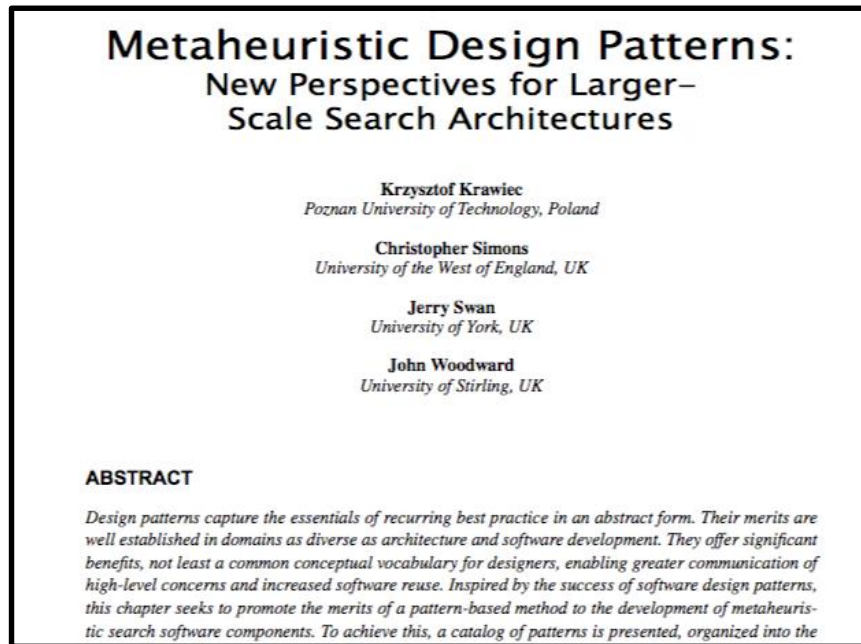 Metaheuristic Design Patterns:
New Perspectives for Larger–
Scale Search Architectures
Krzysztof Krawiec
Poznan University of Technology, Poland
Christopher Simons
University of the West of England, UK
Jerry Swan
University of York, UK
John Woodward
University of Stirling, UK
ABSTRACT
Design patterns capture the essentials of recurring best practice in an abstract form. Their merits are
well established in domains as diverse as architecture and software development. They offer significant
benefits, not least a common conceptual vocabulary for designers, enabling greater communication of
high-level concerns and increased software reuse. Inspired by the success of software design patterns,
this chapter seeks to promote the merits of a pattern-based method to the development of metaheuris-
tic search software components. To achieve this, a catalog of patterns is presented, organized into the